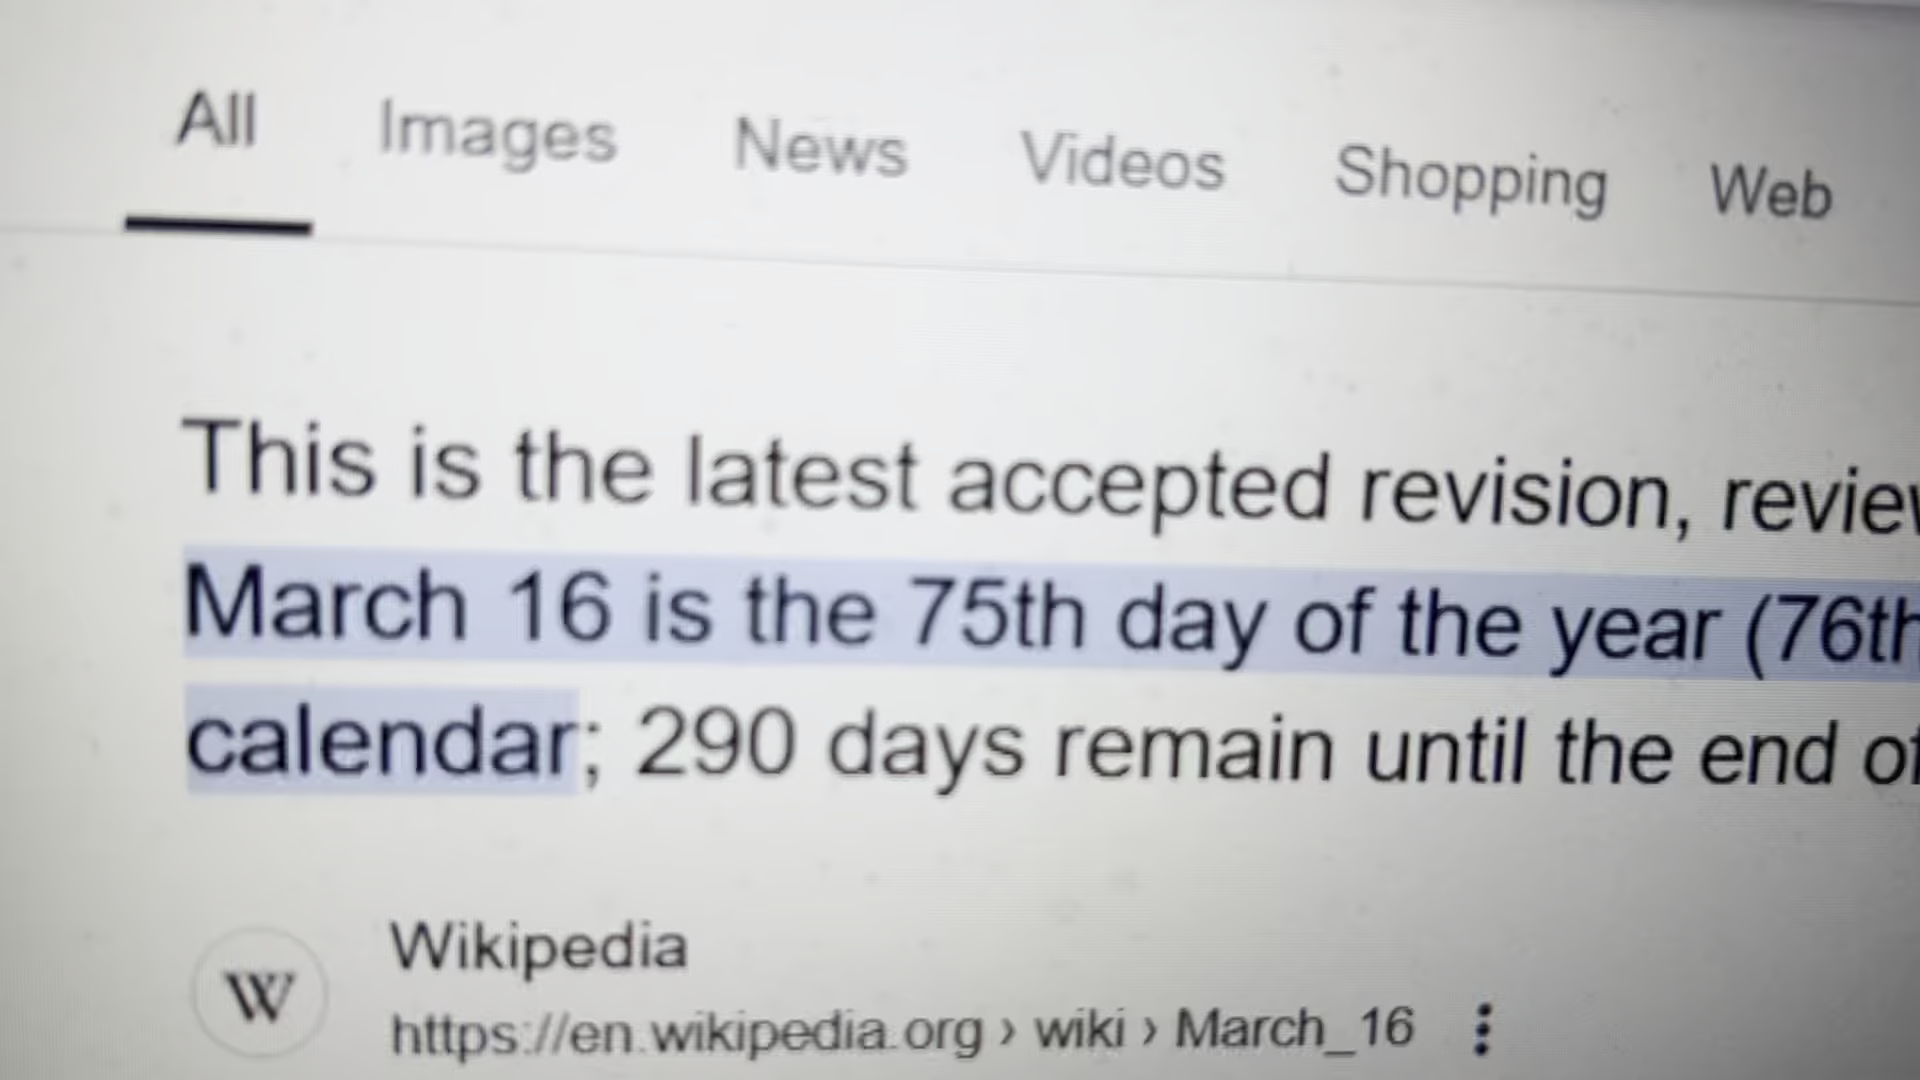 All Images News Videos Shopping Web
This is the latest accepted revision,
March 16 is the 75th day of the year (76th
calendar; 290 days remain until the end of
Wikipedia
W
https://en.wikipedia.org › wiki › March_16